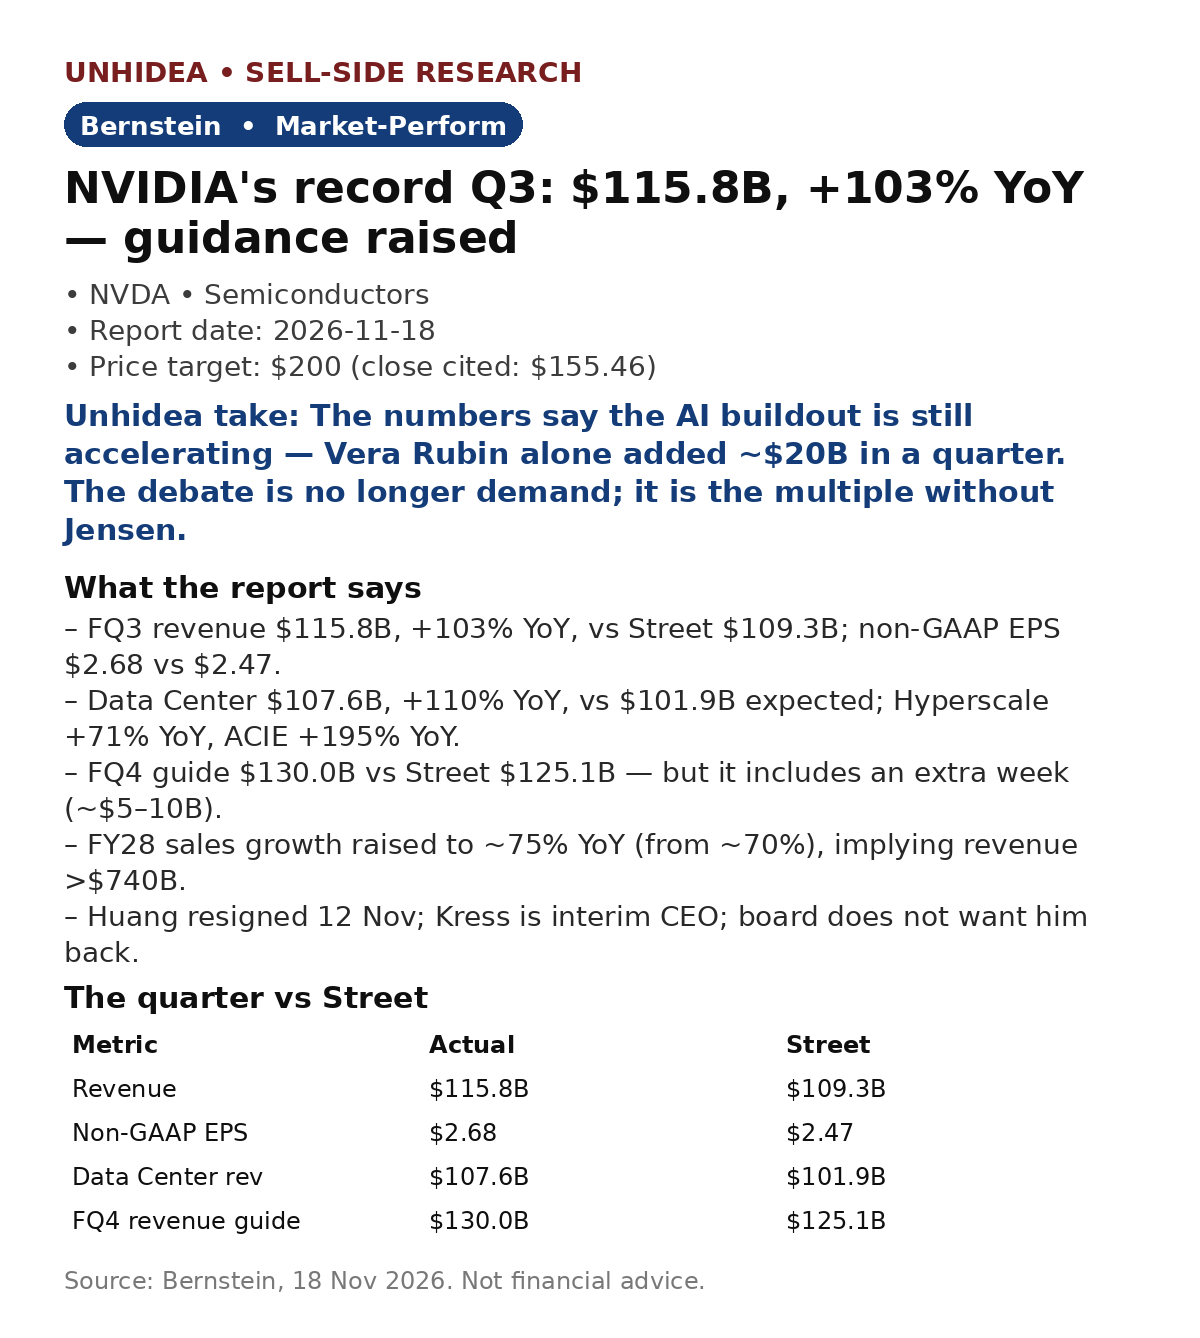 UNHIDEA • SELL-SIDE RESEARCH
Bernstein • Market-Perform
NVIDIA's record Q3: $115.8B, +103% YoY
— guidance raised
• NVDA • Semiconductors
• Report date: 2026-11-18
• Price target: $200 (close cited: $155.46)
Unhidea take: The numbers say the AI buildout is still
accelerating — Vera Rubin alone added ~$20B in a quarter.
The debate is no longer demand; it is the multiple without
Jensen.
What the report says
– FQ3 revenue $115.8B, +103% YoY, vs Street $109.3B; non-GAAP EPS
$2.68 vs $2.47.
– Data Center $107.6B, +110% YoY, vs $101.9B expected; Hyperscale
+71% YoY, ACIE +195% YoY.
– FQ4 guide $130.0B vs Street $125.1B — but it includes an extra week
(~$5–10B).
– FY28 sales growth raised to ~75% YoY (from ~70%), implying revenue
>$740B.
– Huang resigned 12 Nov; Kress is interim CEO; board does not want him
back.
The quarter vs Street
Metric Actual Street
Revenue $115.8B $109.3B
Non-GAAP EPS $2.68 $2.47
Data Center rev $107.6B $101.9B
FQ4 revenue guide $130.0B $125.1B
Source: Bernstein, 18 Nov 2026. Not financial advice.